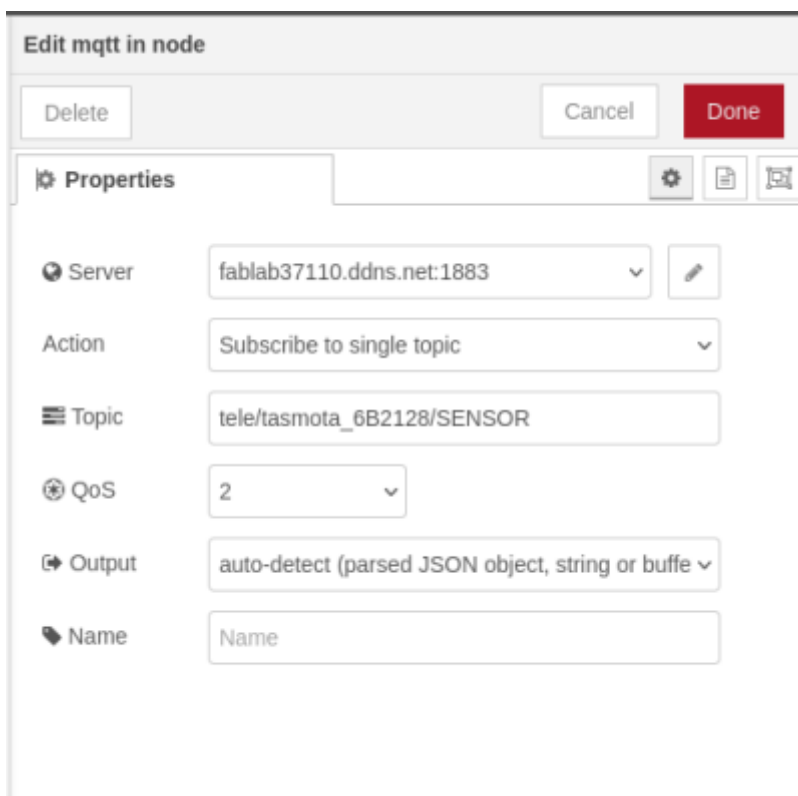 Edit mqtt in node
Delete Cancel Done
Properties
Server fablab37110.ddns.net:1883
Action Subscribe to single topic
Topic tele/tasmota_6B2128/SENSOR
QoS 2
Output auto-detect (parsed JSON object, string or buffe
Name Name